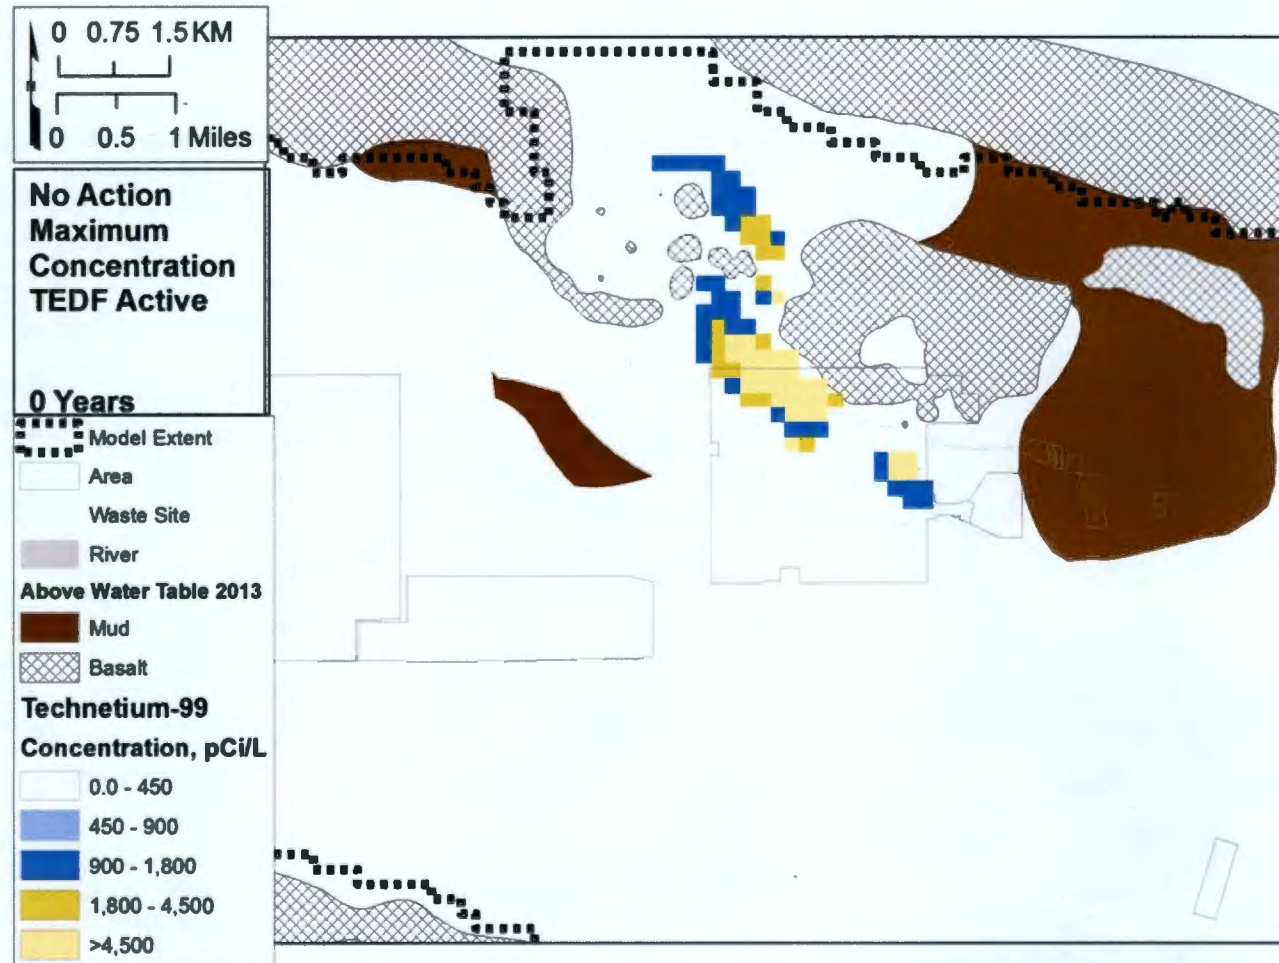 0 0.75 1.5 KM
0 0.5 1 Miles
No Action
Maximum
Concentration
TEDF Active
0 Years
Model Extent
Area
Waste Site
River
Above Water Table 2013
Mud
Basalt
Technetium-99
Concentration, pCi/L
0.0 - 450
450 - 900
900 - 1,800
1,800 - 4,500
>4,500